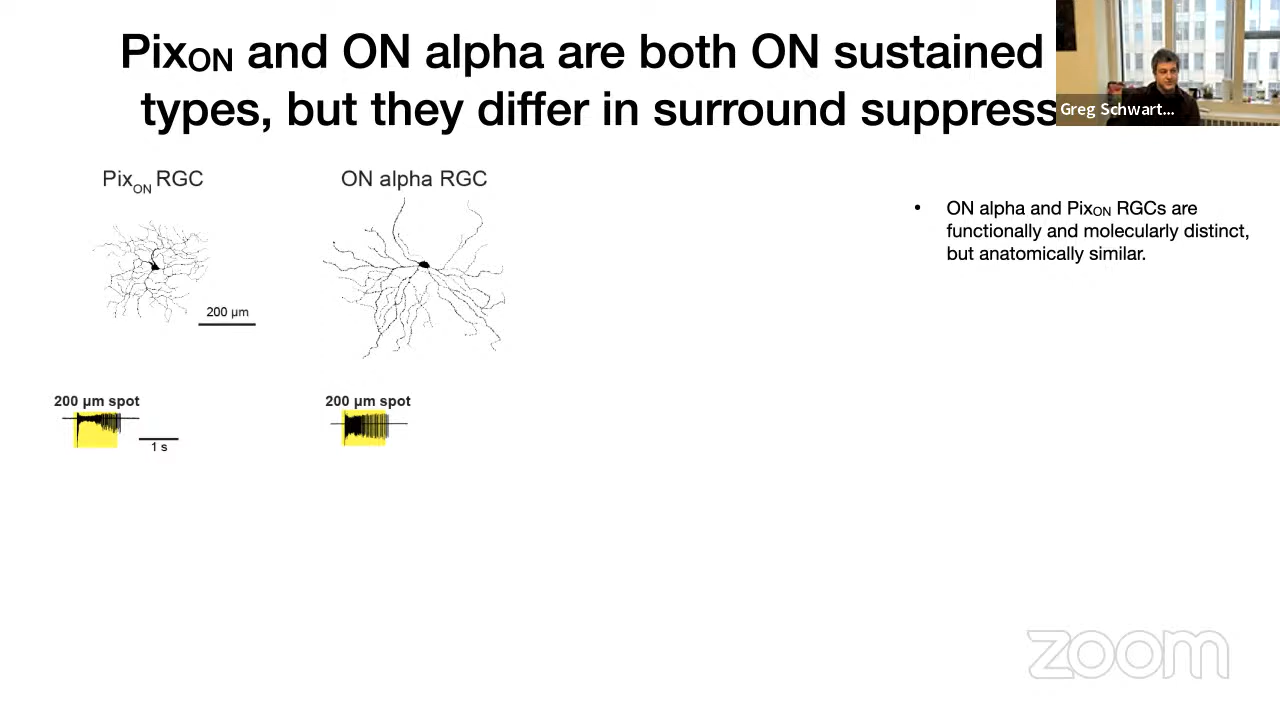 PixON and ON alpha are both ON sustained
types, but they differ in surround suppress
Greg Schwart...
PixON RGC
ON alpha RGC
• ON alpha and PixON RGCs are
functionally and molecularly distinct,
but anatomically similar.
200 µm
200 µm spot
200 µm spot
1 s
zoom